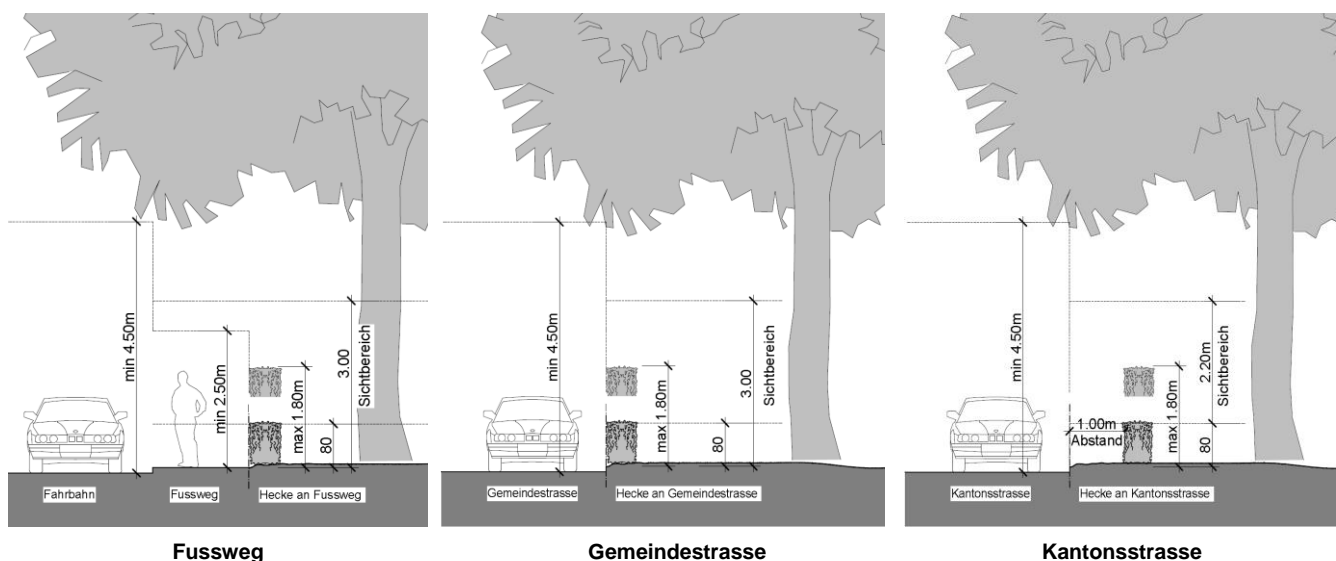 min 4.50m
min 2.50m
max 1.80m
80
3.00
Sichtbereich
Fahrbahn
Fussweg
Hecke an Fussweg
Fussweg
min 4.50m
max 1.80m
80
3.00
Sichtbereich
Gemeindestrasse
Hecke an Gemeindestrasse
Gemeindestrasse
min 4.50m
1.00m
Abstand
max 1.80m
2.20m
80
Sichtbereich
Kantonsstrasse
Hecke an Kantonsstrasse
Kantonsstrasse